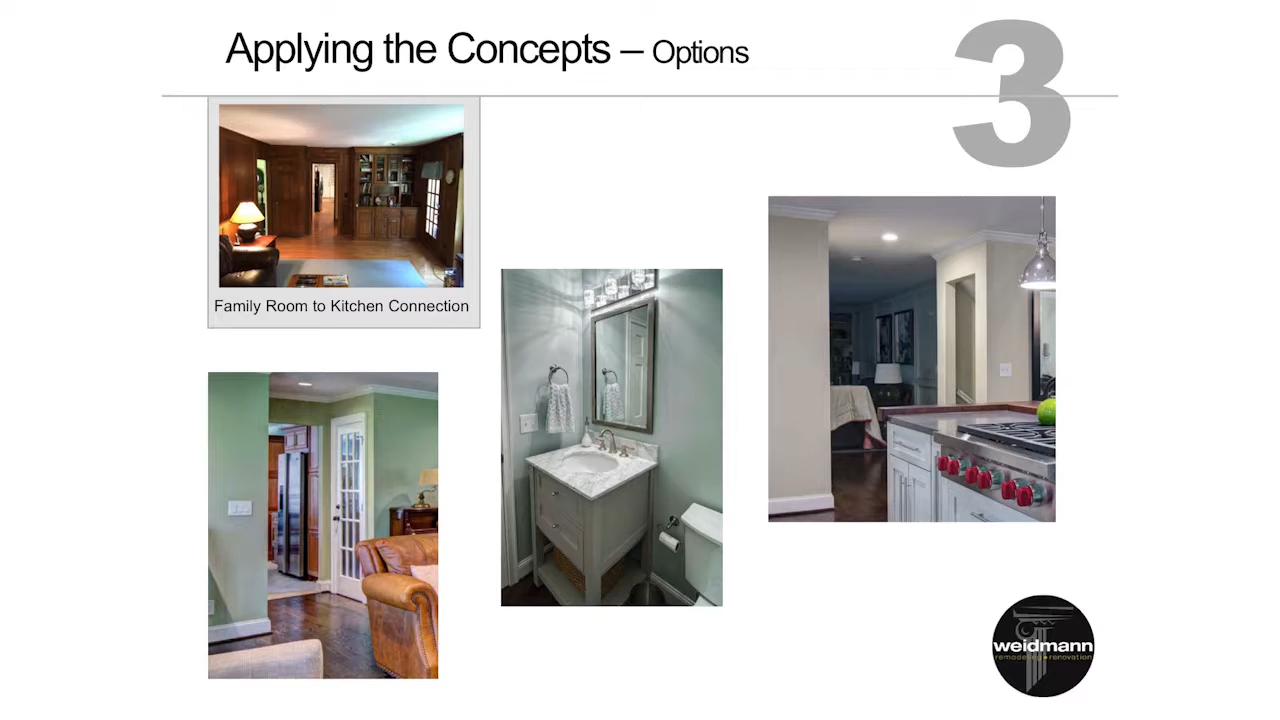 Applying the Concepts – Options
3
Family Room to Kitchen Connection
weidmann
remodeling renovation